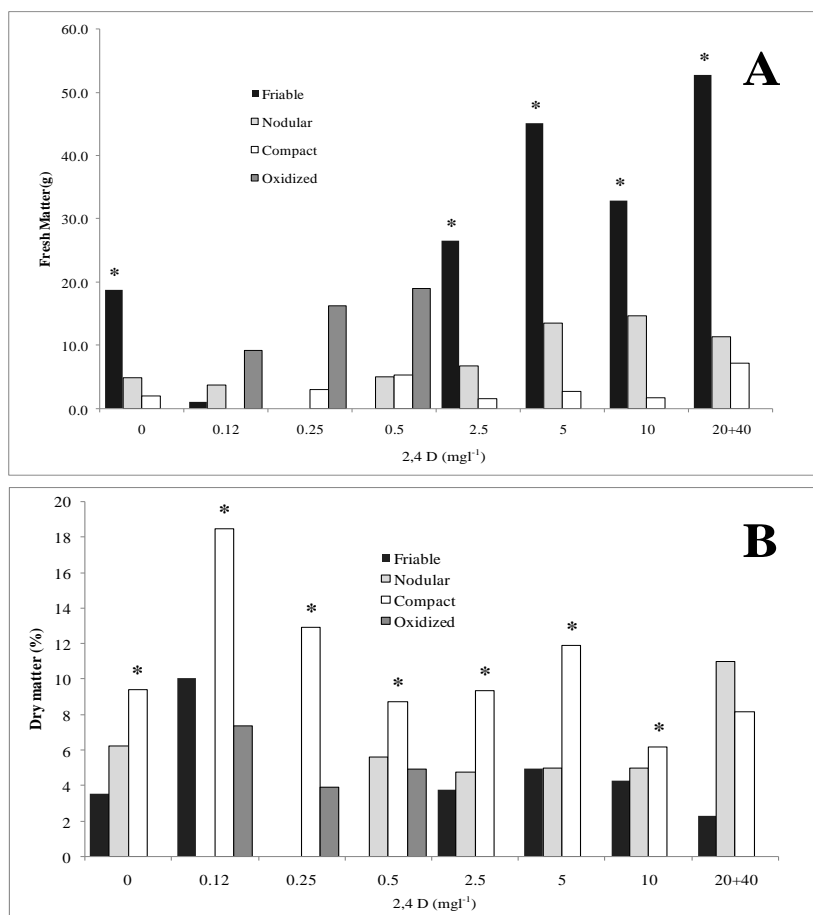 60.0
50.0
40.0
30.0
20.0
10.0
0.0
Fresh Matter (g)
A
Friable
Nodular
Compact
Oxidized
* * * * *
0 0.12 0.25 0.5 2.5 5 10 20+40
2,4 D (mgl⁻¹)
20
18
16
14
12
10
8
6
4
2
0
Dry matter (%)
B
Friable
Nodular
Compact
Oxidized
* * * * * * *
0 0.12 0.25 0.5 2.5 5 10 20+40
2,4 D (mgl⁻¹)